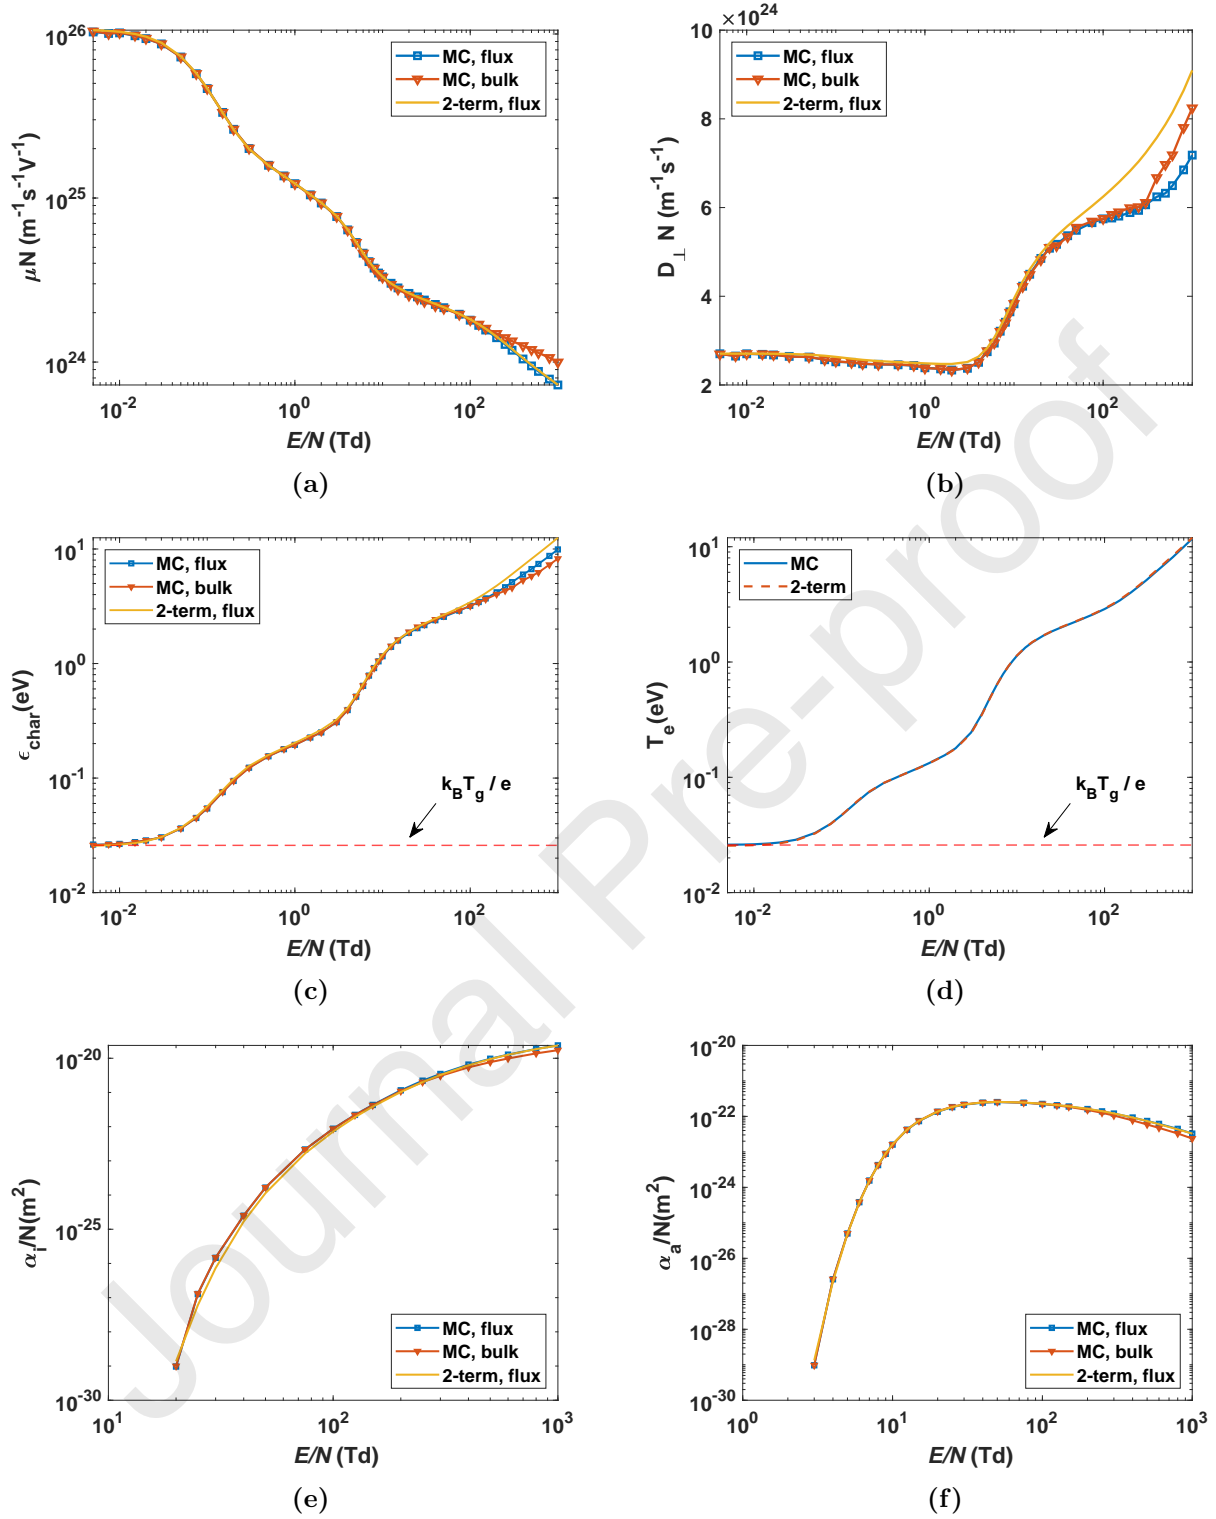 10^26
10^25
10^24
μN (m^-1s^-1V^-1)
MC, flux
MC, bulk
2-term, flux
10^-2 10^0 10^2
E/N (Td)
(a)
×10^24
10
8
6
4
2
D⊥ N (m^-1s^-1)
MC, flux
MC, bulk
2-term, flux
10^-2 10^0 10^2
E/N (Td)
(b)
10^1
10^0
10^-1
10^-2
ϵchar(eV)
MC, flux
MC, bulk
2-term, flux
kBTg / e
10^-2 10^0 10^2
E/N (Td)
(c)
10^1
10^0
10^-1
10^-2
Te(eV)
MC
2-term
kBTg / e
10^-2 10^0 10^2
E/N (Td)
(d)
10^-20
10^-25
10^-30
αi/N(m^2)
MC, flux
MC, bulk
2-term, flux
10^1 10^2 10^3
E/N (Td)
(e)
10^-20
10^-22
10^-24
10^-26
10^-28
10^-30
αa/N(m^2)
MC, flux
MC, bulk
2-term, flux
10^0 10^1 10^2 10^3
E/N (Td)
(f)
Journal Pre-proof